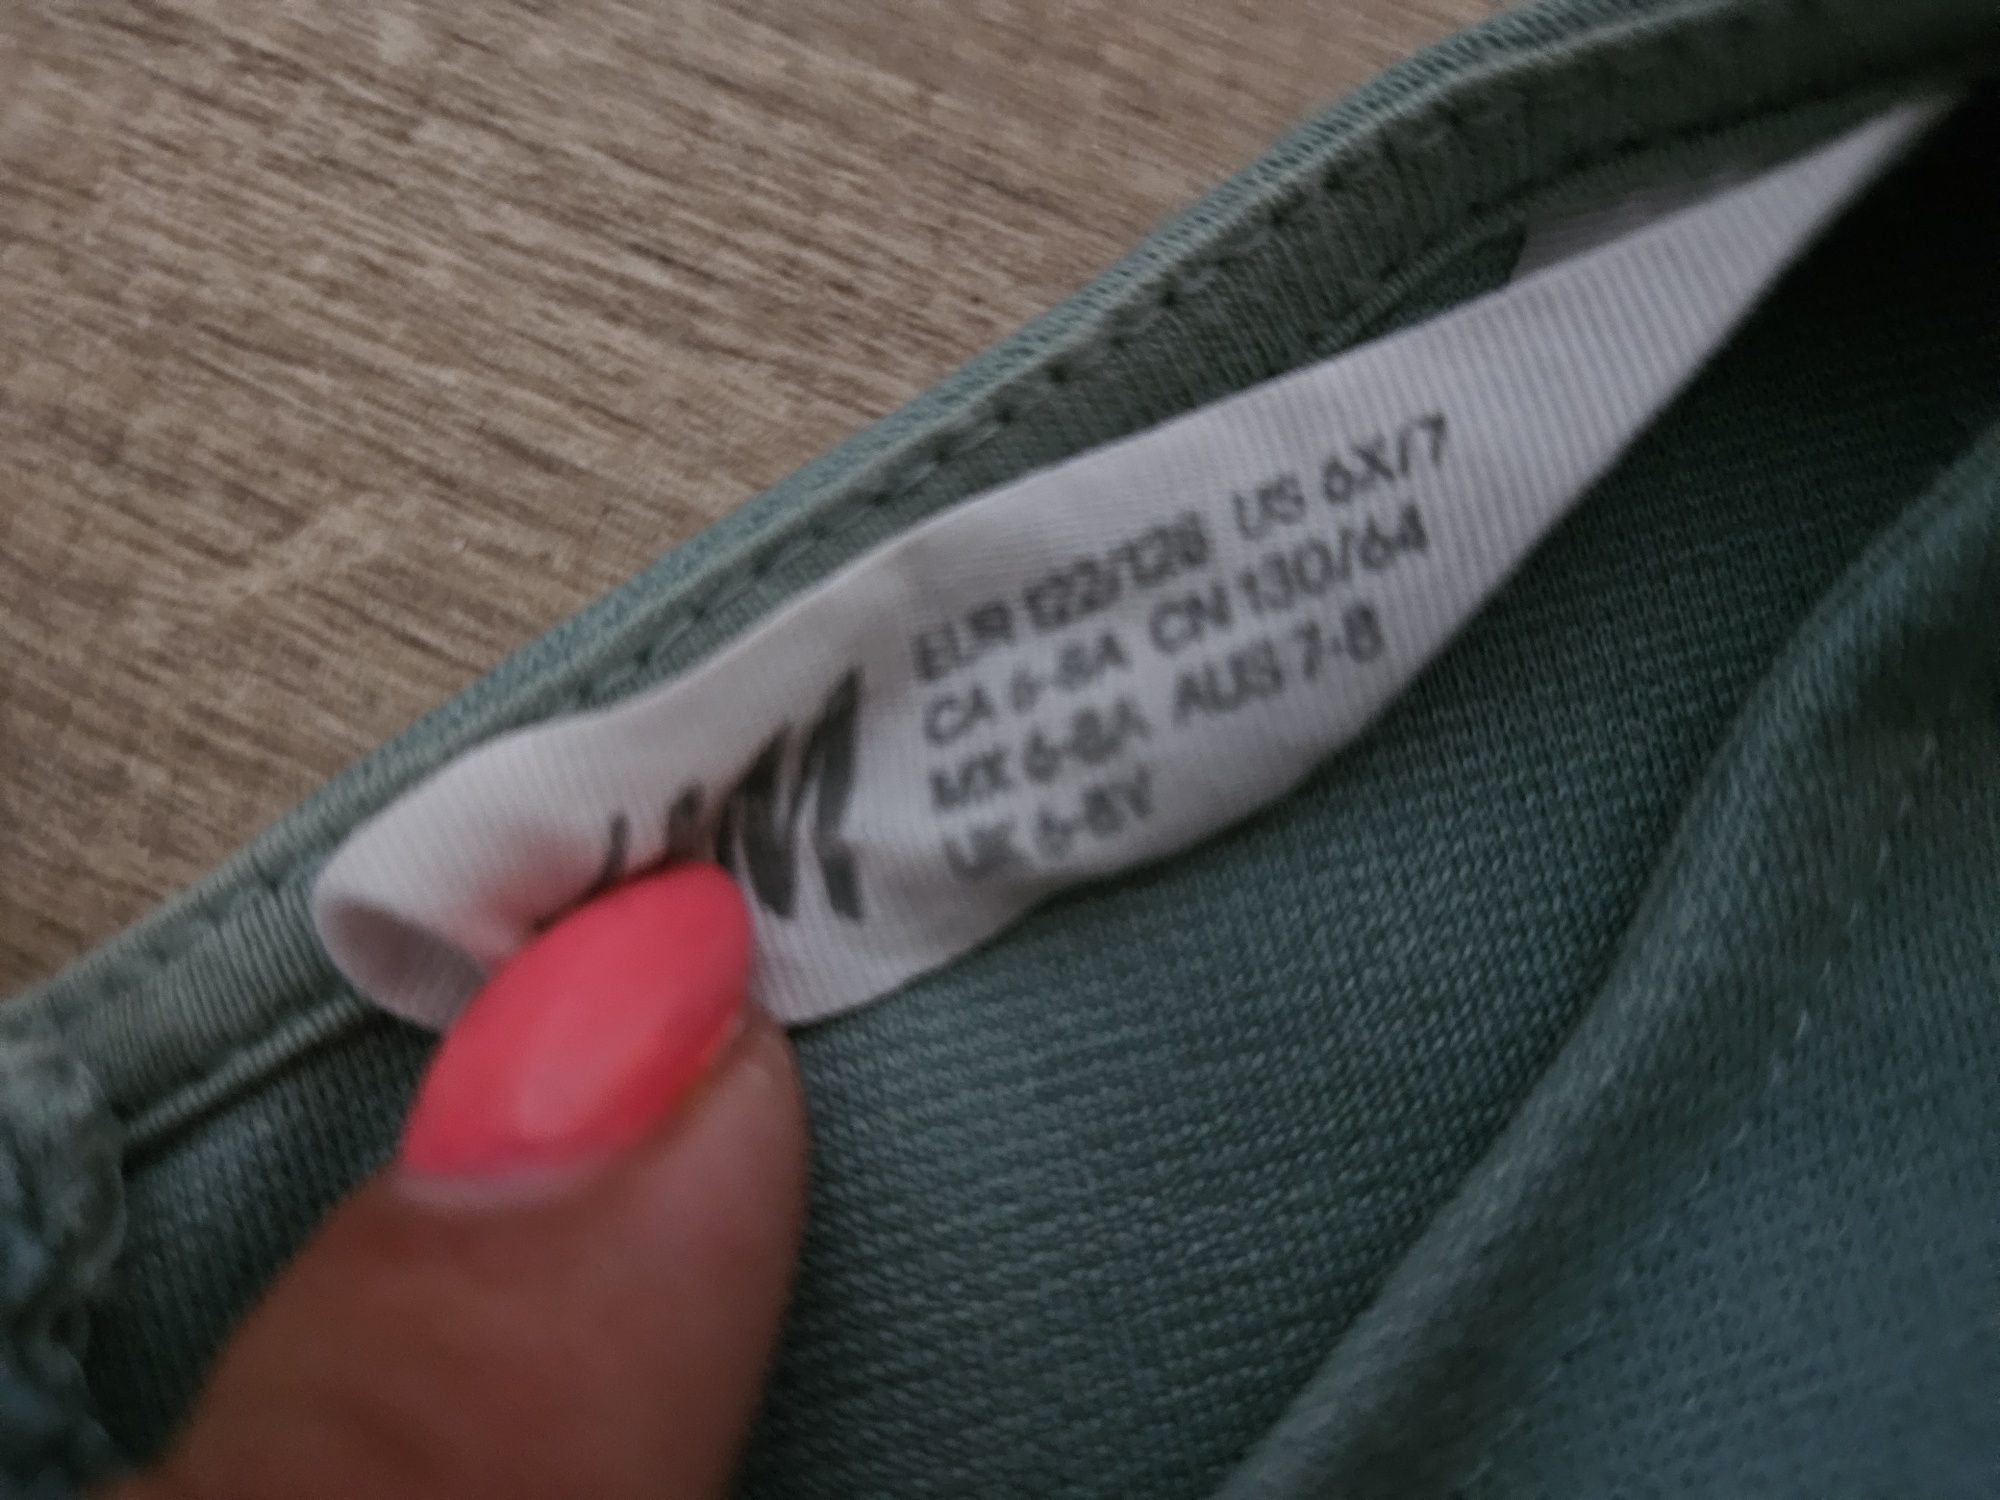 H&M
EUR 122/128 US 6X/7
CA 6-8A CN 130/64
MX 6-8A AUS 7-8
UK 6-8Y